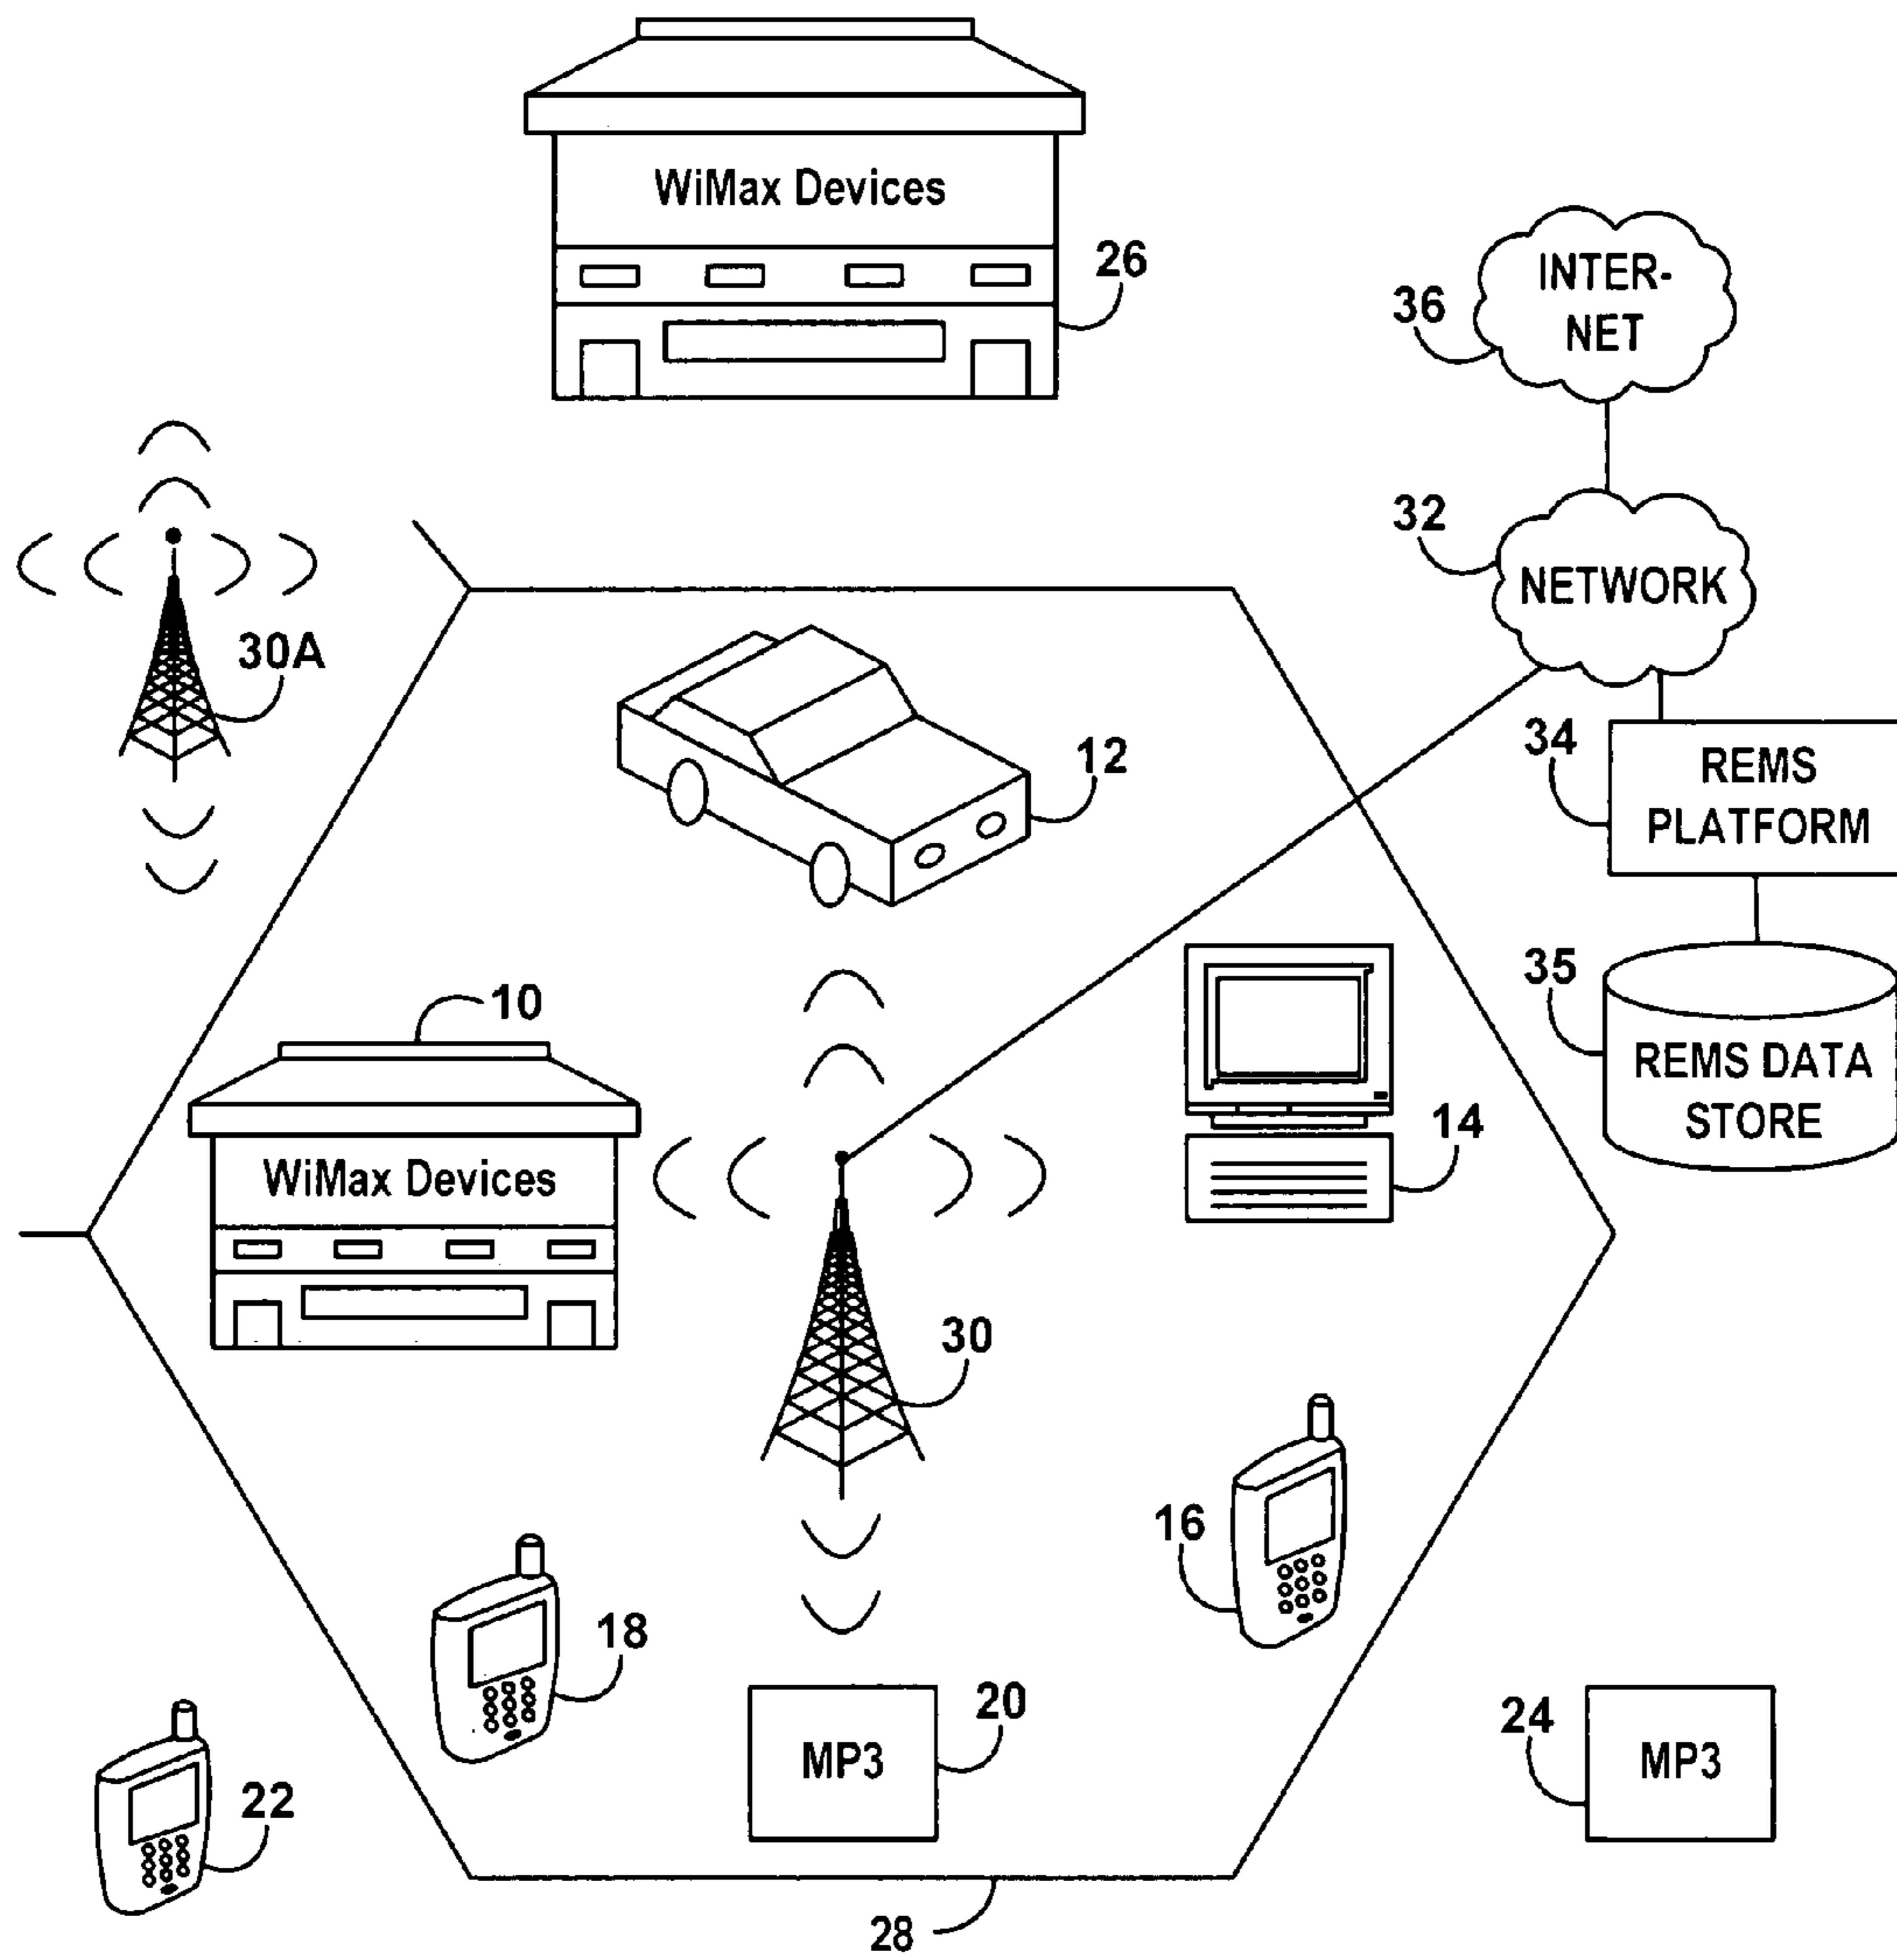 WiMax Devices
26
INTER-
NET
36
32
NETWORK
30A
12
34
REMS
PLATFORM
10
35
REMS DATA
STORE
WiMax Devices
14
30
16
18
20
MP3
24
MP3
22
28